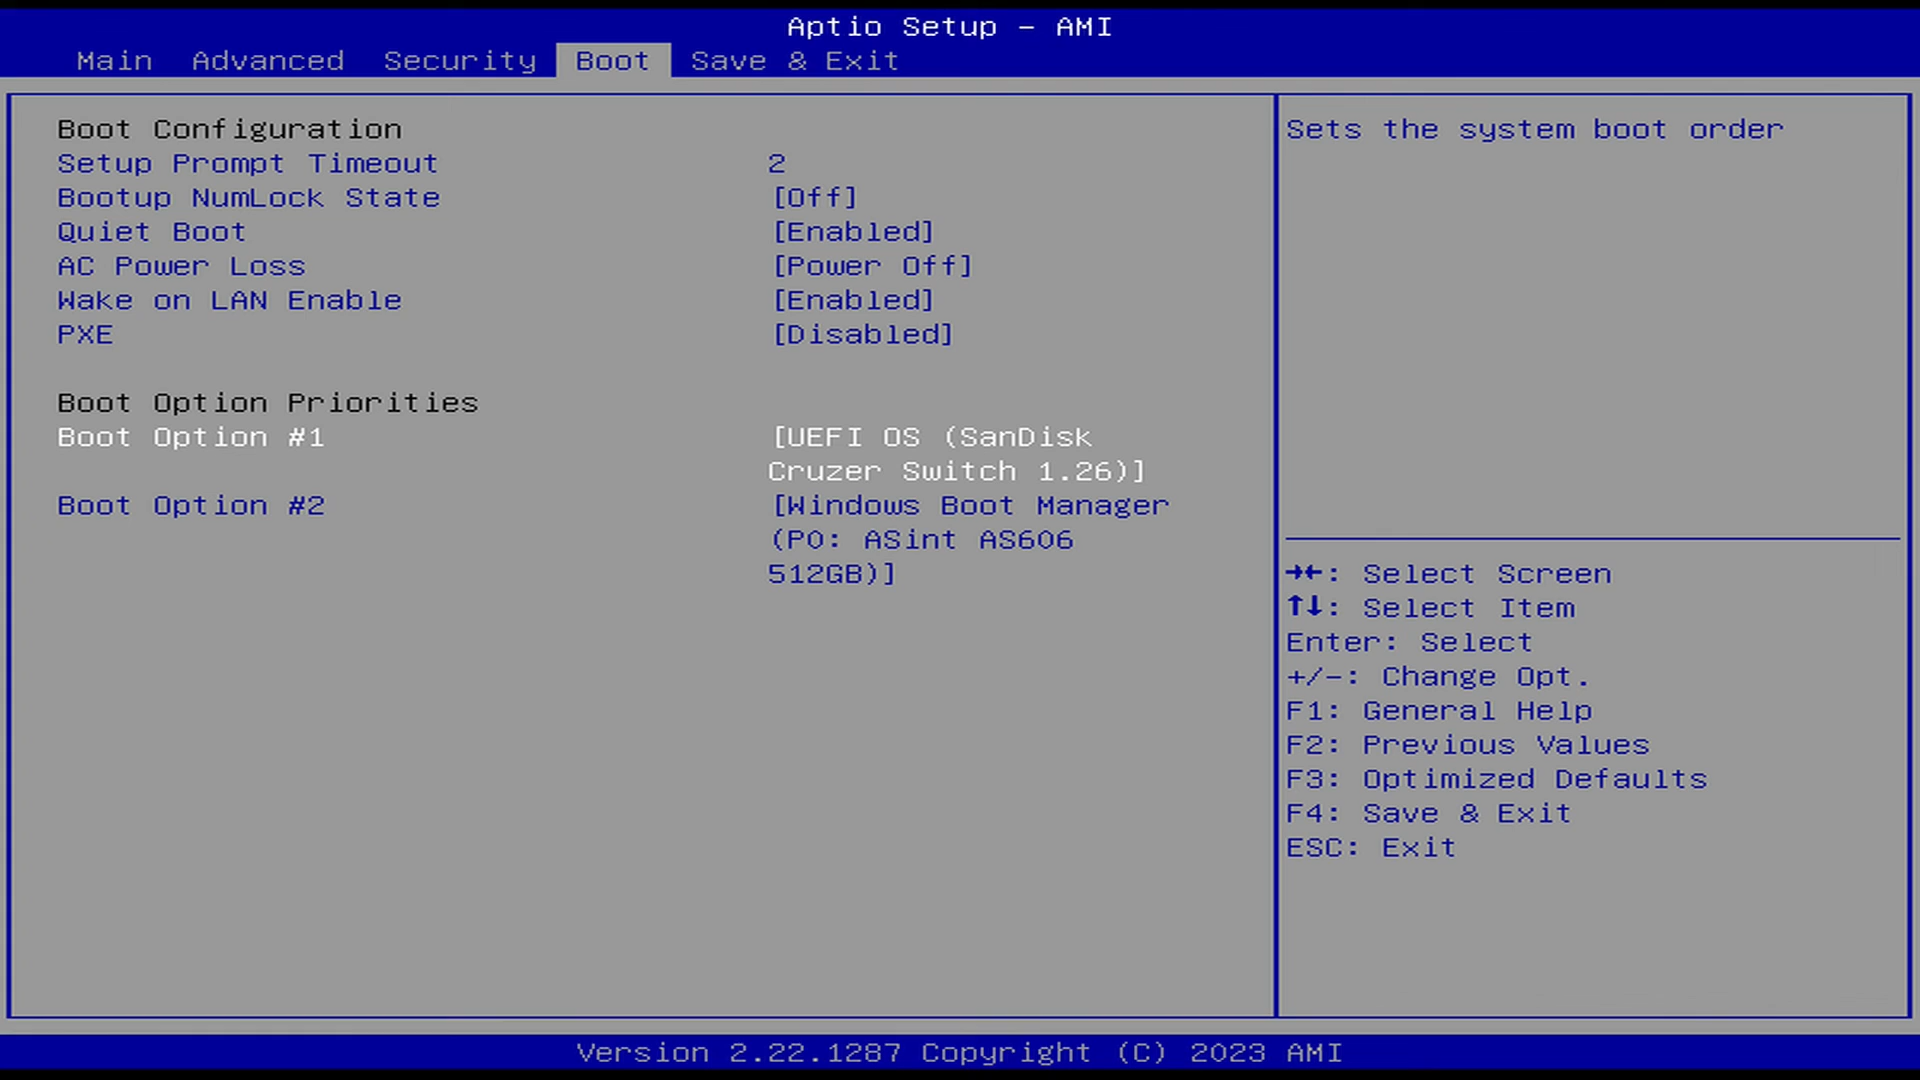 Aptio Setup – AMI
Main Advanced Security Boot Save & Exit
Boot Configuration
Setup Prompt Timeout 2
Bootup NumLock State [Off]
Quiet Boot [Enabled]
AC Power Loss [Power Off]
Wake on LAN Enable [Enabled]
PXE [Disabled]
Boot Option Priorities
Boot Option #1 [UEFI OS (SanDisk
Cruzer Switch 1.26)]
Boot Option #2 [Windows Boot Manager
(P0: ASint AS606
512GB)]
Sets the system boot order
→←: Select Screen
↑↓: Select Item
Enter: Select
+/-: Change Opt.
F1: General Help
F2: Previous Values
F3: Optimized Defaults
F4: Save & Exit
ESC: Exit
Version 2.22.1287 Copyright (C) 2023 AMI